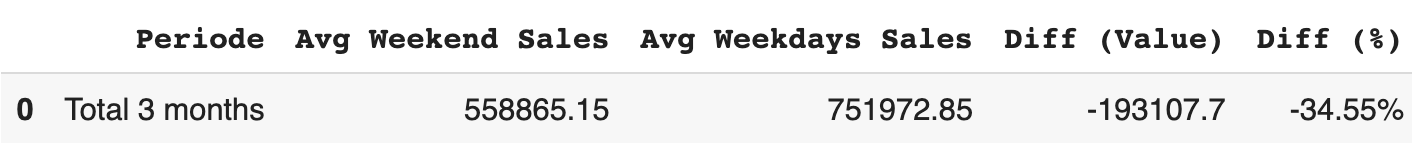 Periode Avg Weekend Sales Avg Weekdays Sales Diff (Value) Diff (%)
0 Total 3 months 558865.15 751972.85 -193107.7 -34.55%